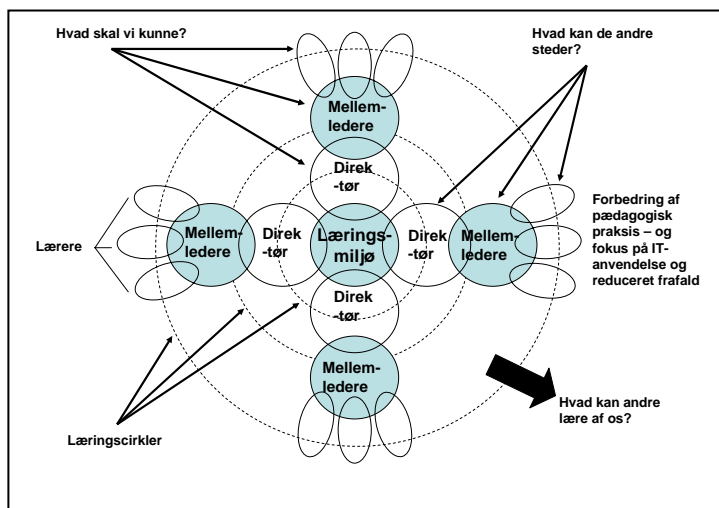 Hvad skal vi kunne?
Hvad kan de andre
steder?
Mellem-
ledere
Direk
-tør
Lærere
Mellem-
ledere
Direk
-tør
Lærings-
miljø
Direk
-tør
Mellem-
ledere
Forbedring af
pædagogisk
praksis – og
fokus på IT-
anvendelse og
reduceret frafald
Direk
-tør
Mellem-
ledere
Læringscirkler
Hvad kan andre
lære af os?